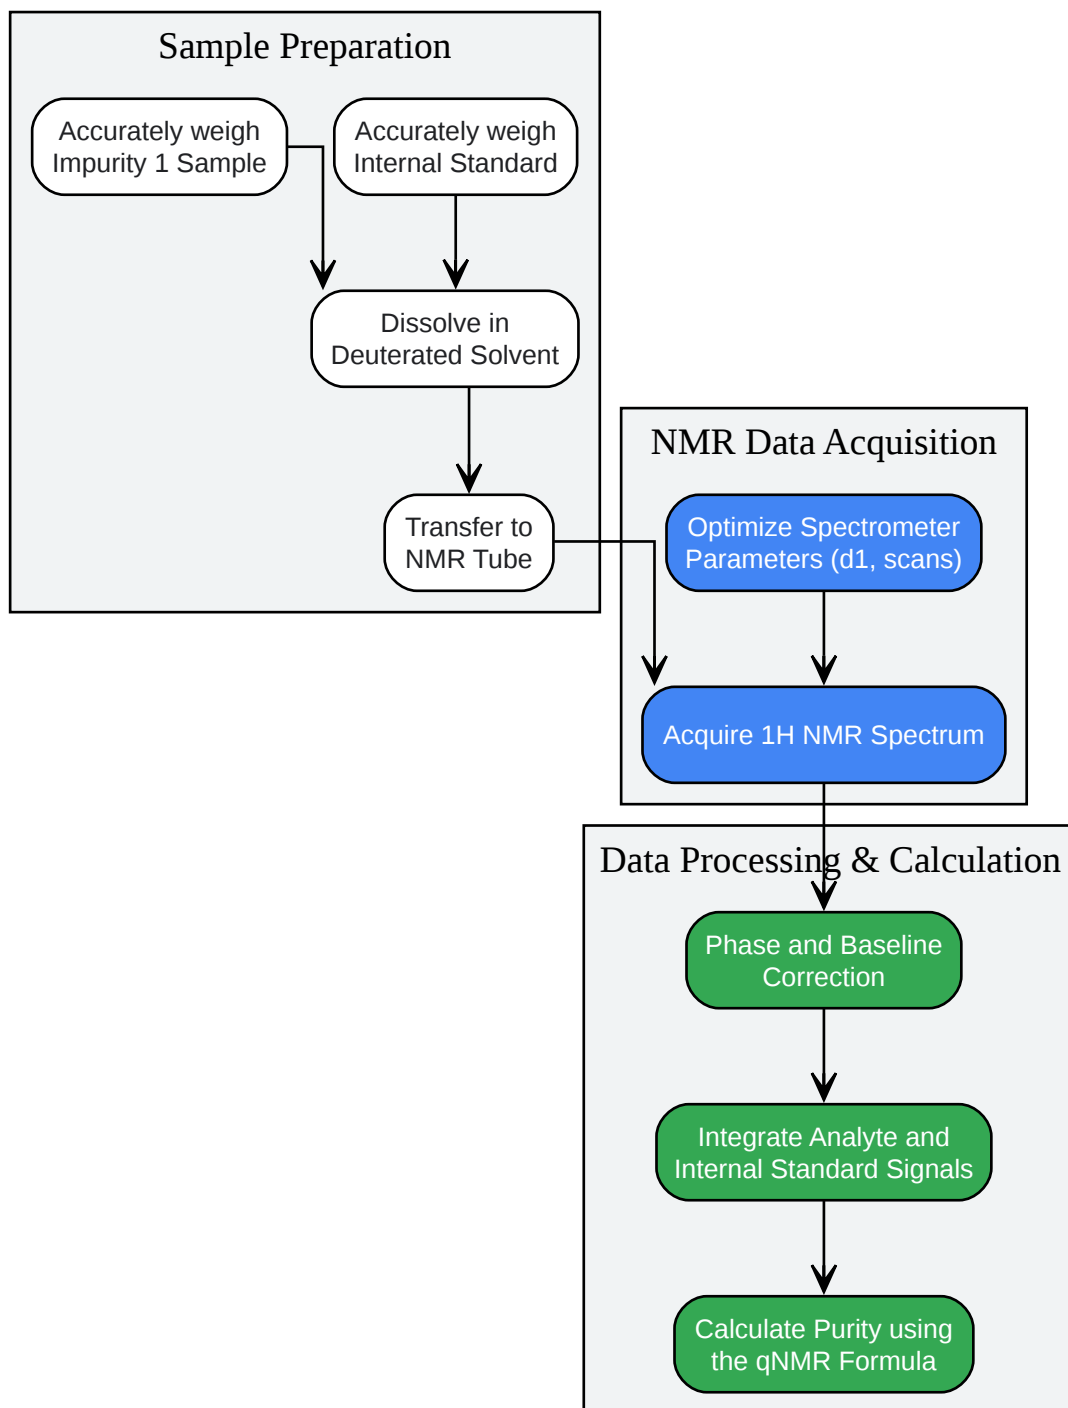 Sample Preparation
Accurately weigh
Impurity 1 Sample
Accurately weigh
Internal Standard
Dissolve in
Deuterated Solvent
Transfer to
NMR Tube
NMR Data Acquisition
Optimize Spectrometer
Parameters (d1, scans)
Acquire 1H NMR Spectrum
Data Processing & Calculation
Phase and Baseline
Correction
Integrate Analyte and
Internal Standard Signals
Calculate Purity using
the qNMR Formula